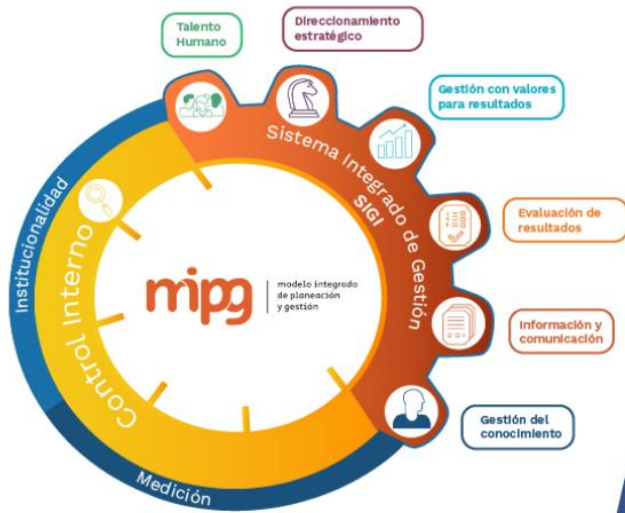 Talento
Humano
Direccionamiento
estratégico
Gestión con valores
para resultados
Evaluación de
resultados
Información y
comunicación
Gestión del
conocimiento
Sistema Integrado de Gestión
SIGI
Institucionalidad
Control Interno
Medición
mipg
modelo integrado
de planeación
y gestión